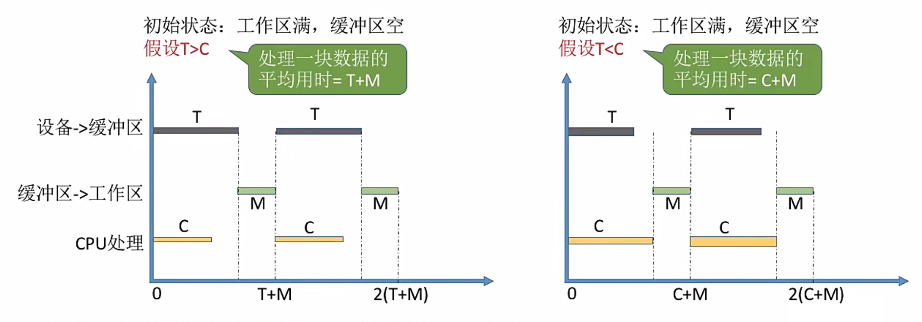 初始状态：工作区满，缓冲区空
假设T>C
处理一块数据的
平均用时= T+M
设备->缓冲区
T
T
缓冲区->工作区
M
M
CPU处理
C
C
0
T+M
2(T+M)
初始状态：工作区满，缓冲区空
假设T<C
处理一块数据的
平均用时= C+M
T
T
M
M
C
C
0
C+M
2(C+M)